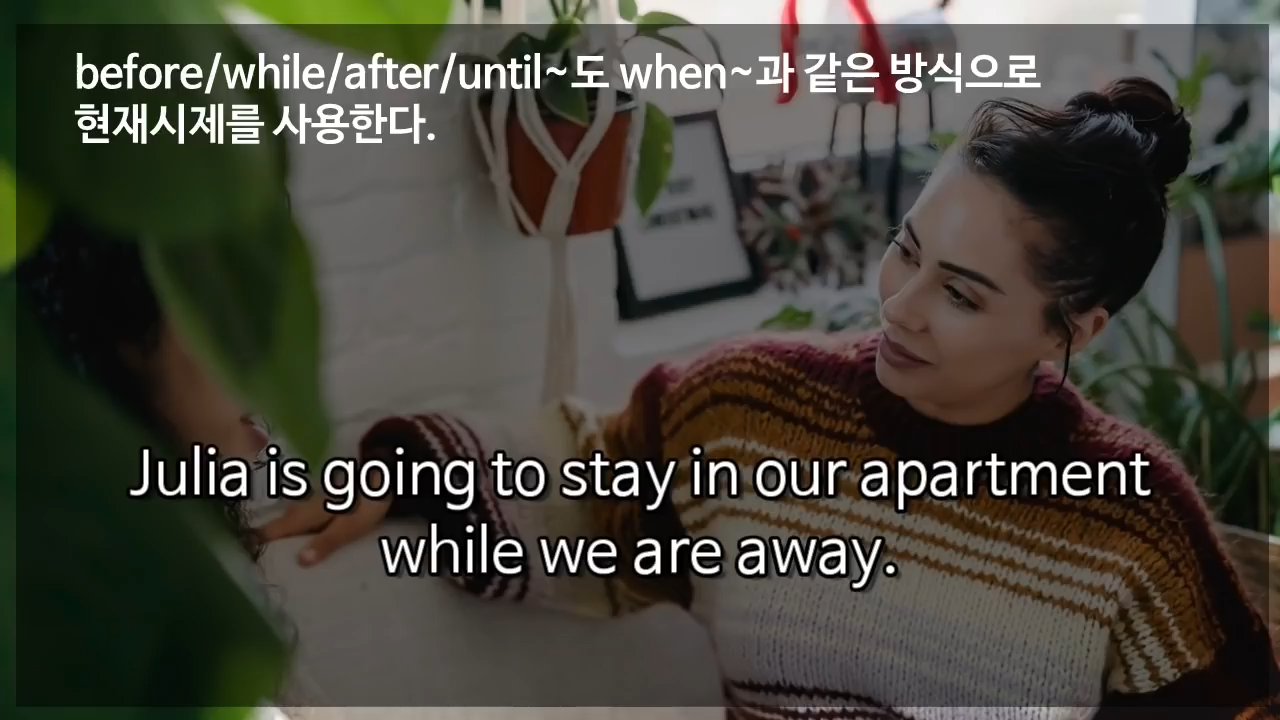 before/while/after/until~도 when~과 같은 방식으로
현재시제를 사용한다.
Julia is going to stay in our apartment
while we are away.